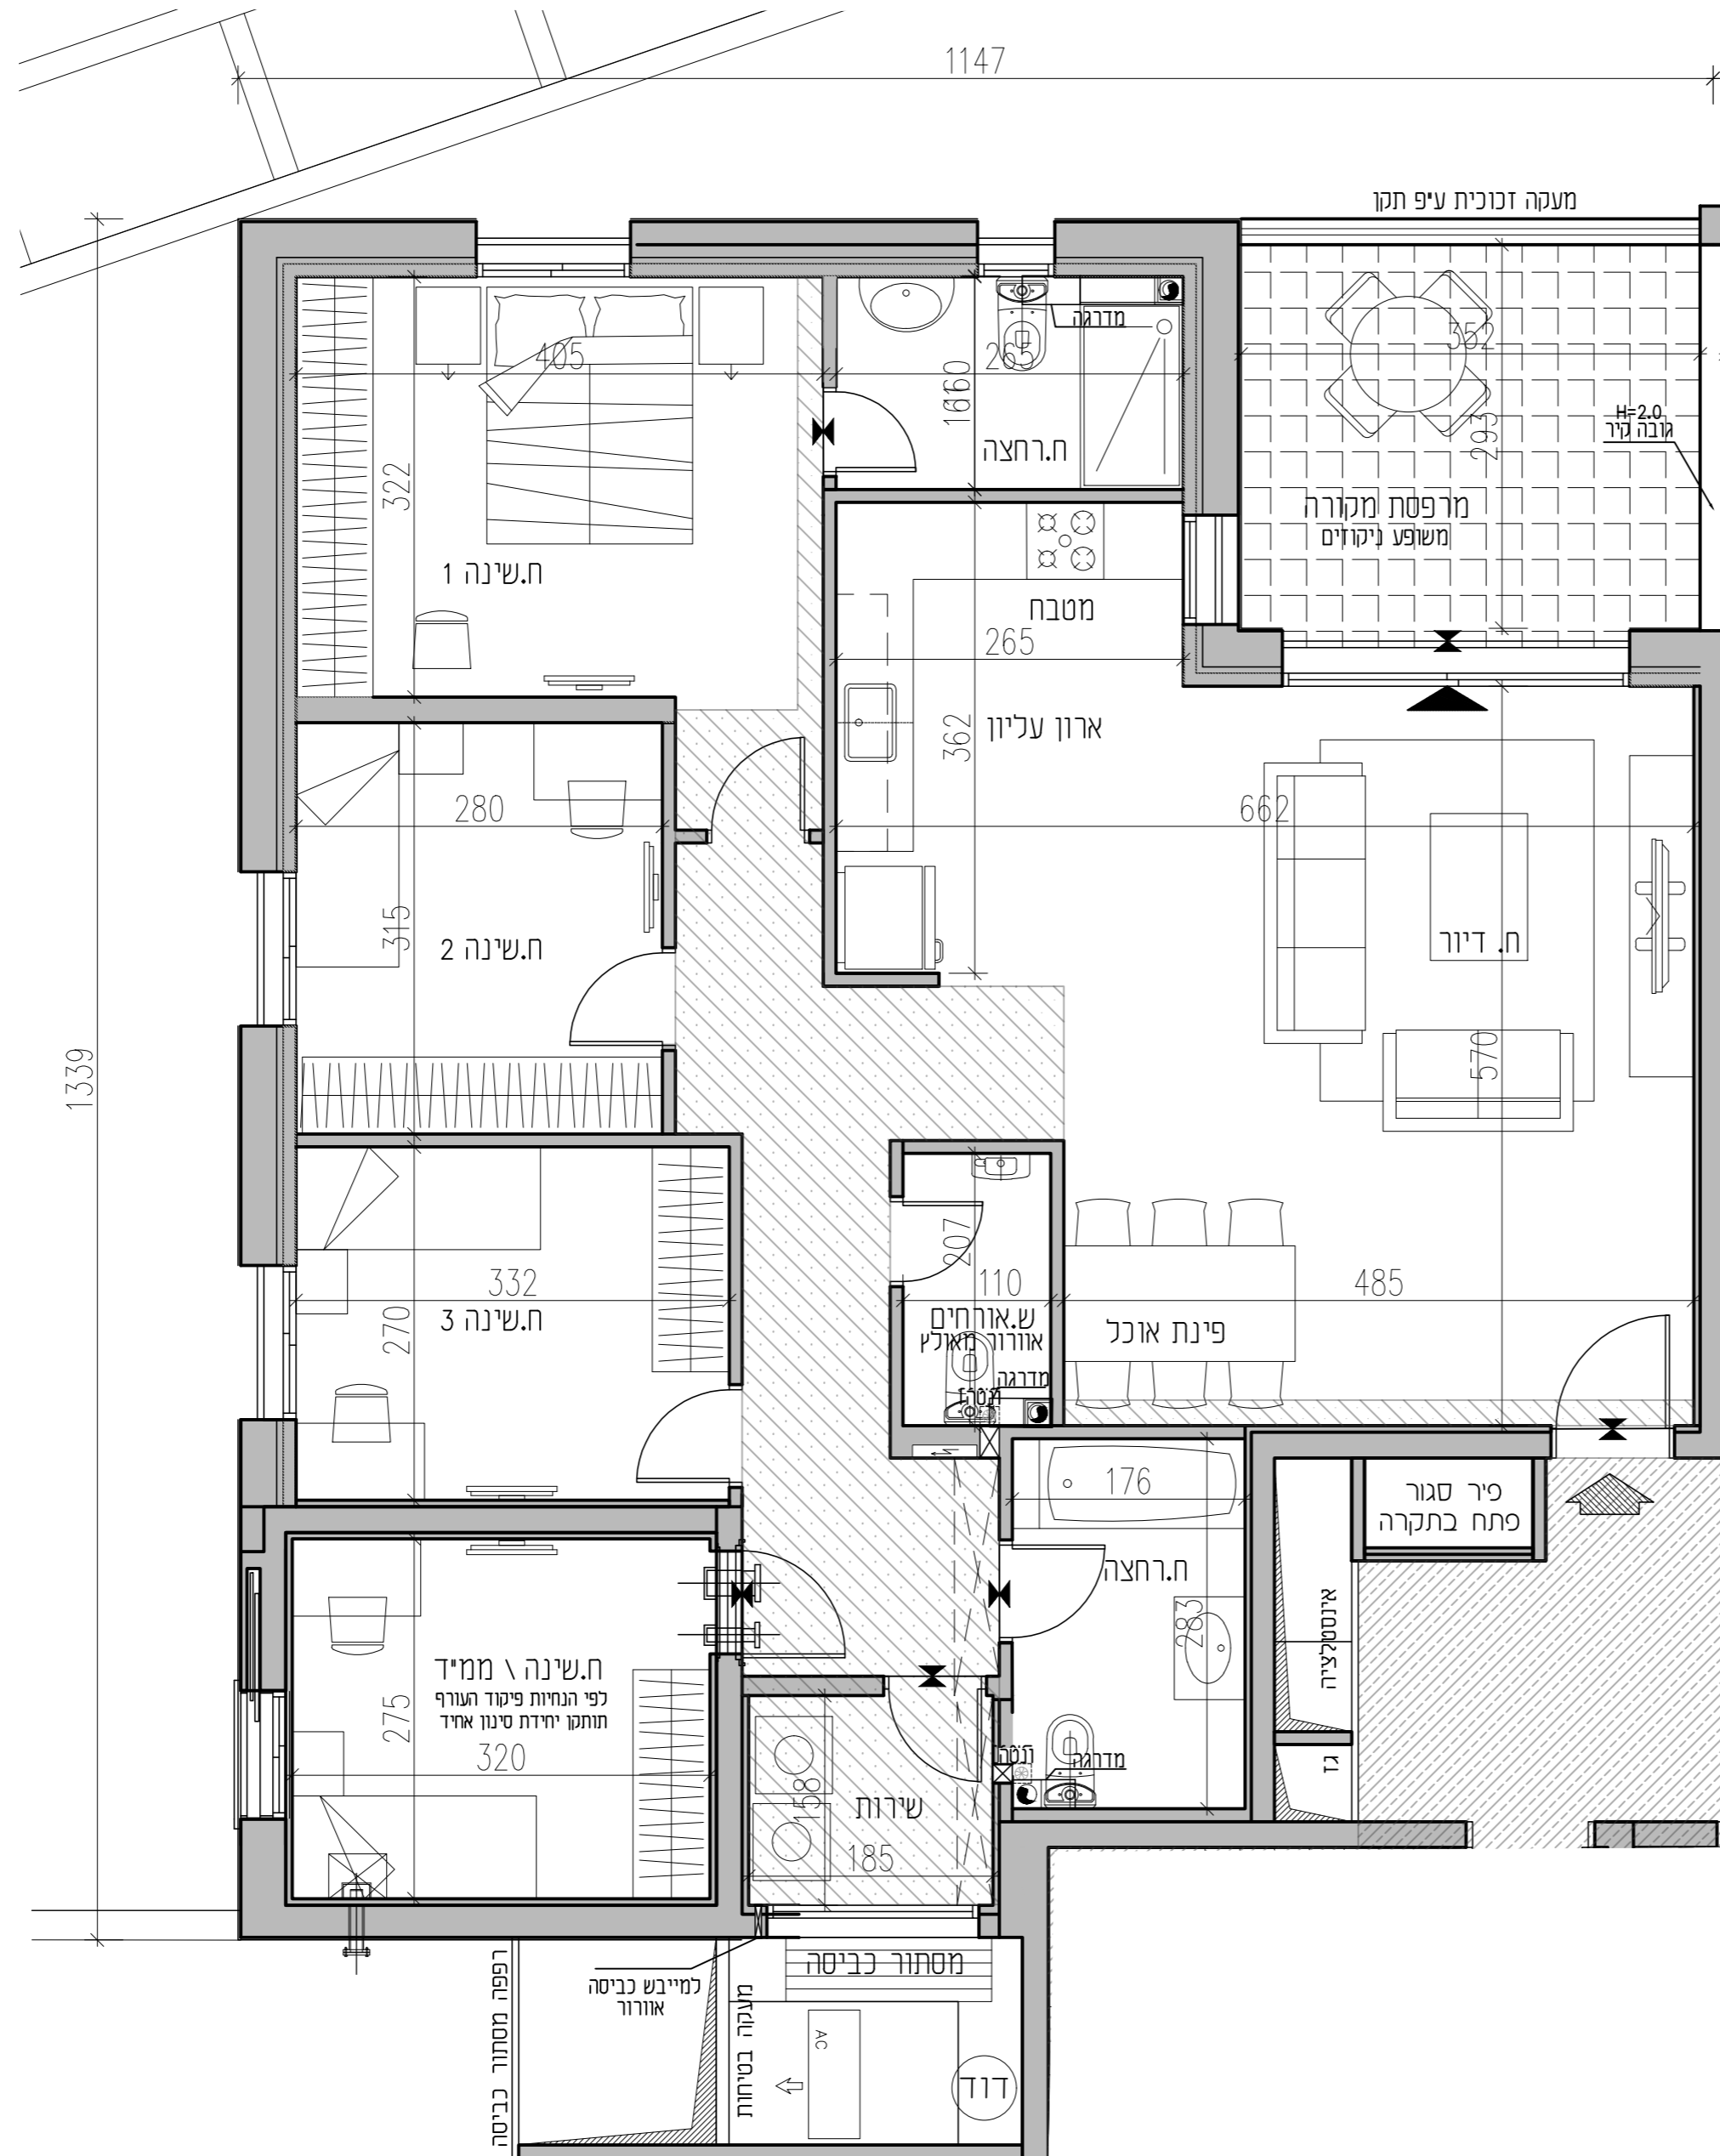 1147
מעקה זכוכית ע״פ תקן
1339
מדרגה
405
265
352
322
293
H=2.0
גובה קיר
ח.רחצה
מרפסת מקורה
משופע ניקוזים
ח.שינה 1
מטבח
265
362
ארון עליון
280
662
315
ח.שינה 2
ח. דיור
570
207
332
110
485
270
ח.שינה 3
ש.אורחים
אוורור מאולץ
פינת אוכל
מדרגה
ונטה
176
פיר סגור
פתח בתקרה
ח.רחצה
283
אינסטלציה
ח.שינה \ ממ״ד
לפי הנחיות פיקוד העורף
תותקן יחידת סינון אחיד
275
320
ונטה
מדרגה
גז
158
שירות
185
מסתור כביסה
למייבש כביסה
אוורור
רפפה מסתור כביסה
מעקה בטיחות
AC
דוד